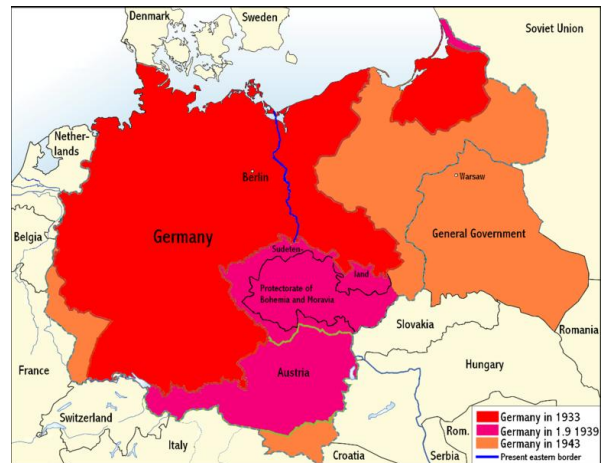 Denmark
Sweden
Soviet Union
Nether-
lands
Berlin
Warsaw
Belgia
Germany
General Government
Sudeten-
land
Protectorate of
Bohemia and Moravia
Slovakia
Romania
France
Austria
Hungary
Switzerland
Italy
Croatia
Serbia
Rom.
Germany in 1933
Germany in 1.9 1939
Germany in 1943
Present eastern border